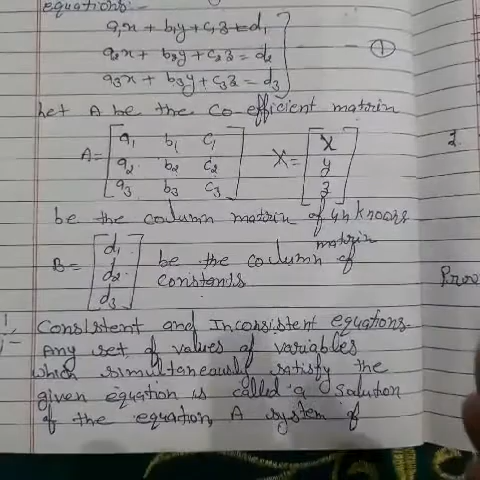 equations:-
a₁x + b₁y + c₁z = d₁
a₂x + b₂y + c₂z = d₂ — — ①
a₃x + b₃y + c₃z = d₃
Let A be the co-efficient matrix
A = [a₁ b₁ c₁
a₂ b₂ c₂
a₃ b₃ c₃] X = [x
y
z]
be the column matrix of unknowns
B = [d₁
d₂
d₃] be the column matrix of
constants
Consistent and Inconsistent equations.
Any set of values of variables
which simultaneously satisfy the
given equation is called a solution
of the equation, A system of
2.
Prove